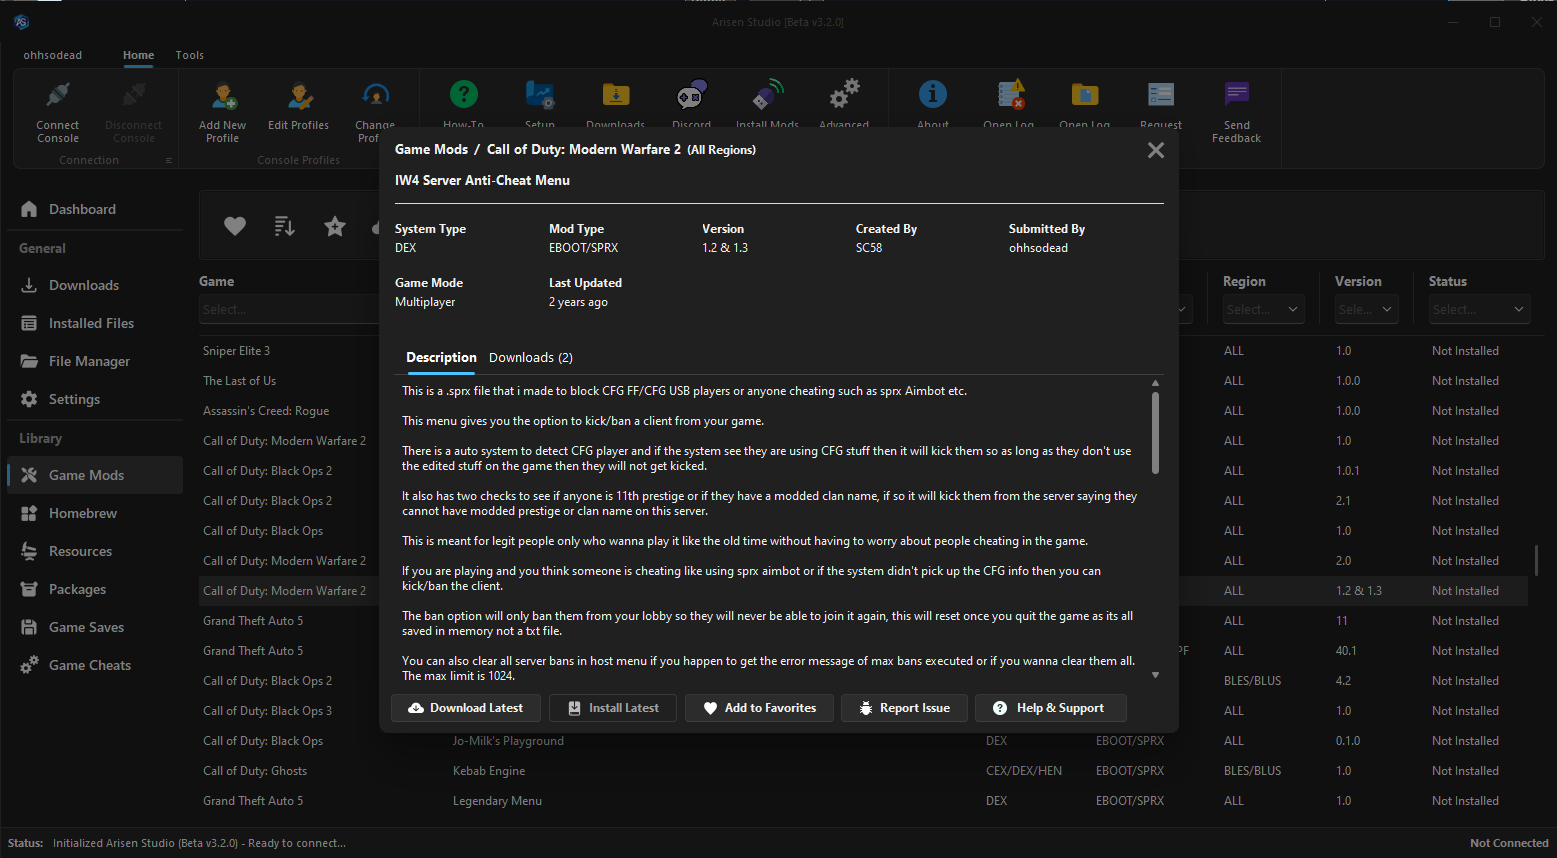 Arisen Studio [Beta v3.2.0]
ohhsodead
Home
Tools
Connect
Console
Disconnect
Console
Connection
Add New
Profile
Edit Profiles
Change
Console Profiles
How-To
Setup
Downloads
Discord
Install Mods
Advanced
About
Open Log
Open Log
Request
Send
Feedback
Game Mods / Call of Duty: Modern Warfare 2 (All Regions)
IW4 Server Anti-Cheat Menu
System Type
DEX
Mod Type
EBOOT/SPRX
Version
1.2 & 1.3
Created By
SC58
Submitted By
ohhsodead
Game Mode
Multiplayer
Last Updated
2 years ago
Description
Downloads (2)
This is a .sprx file that i made to block CFG FF/CFG USB players or anyone cheating such as sprx Aimbot etc.
This menu gives you the option to kick/ban a client from your game.
There is a auto system to detect CFG player and if the system see they are using CFG stuff then it will kick them so as long as they don't use
the edited stuff on the game then they will not get kicked.
It also has two checks to see if anyone is 11th prestige or if they have a modded clan name, if so it will kick them from the server saying they
cannot have modded prestige or clan name on this server.
This is meant for legit people only who wanna play it like the old time without having to worry about people cheating in the game.
If you are playing and you think someone is cheating like using sprx aimbot or if the system didn't pick up the CFG info then you can
kick/ban the client.
The ban option will only ban them from your lobby so they will never be able to join it again, this will reset once you quit the game as its all
saved in memory not a txt file.
You can also clear all server bans in host menu if you happen to get the error message of max bans executed or if you wanna clear them all.
The max limit is 1024.
Download Latest
Install Latest
Add to Favorites
Report Issue
Help & Support
Dashboard
General
Downloads
Installed Files
File Manager
Settings
Library
Game Mods
Homebrew
Resources
Packages
Game Saves
Game Cheats
Game
Region
Version
Status
Select...
Select...
Sele...
Select...
Sniper Elite 3 ALL 1.0 Not Installed
The Last of Us ALL 1.0.0 Not Installed
Assassin's Creed: Rogue ALL 1.0.0 Not Installed
Call of Duty: Modern Warfare 2 ALL 1.0 Not Installed
Call of Duty: Black Ops 2 ALL 1.0.1 Not Installed
Call of Duty: Black Ops 2 ALL 2.1 Not Installed
Call of Duty: Black Ops ALL 1.0 Not Installed
Call of Duty: Modern Warfare 2 ALL 2.0 Not Installed
Call of Duty: Modern Warfare 2 ALL 1.2 & 1.3 Not Installed
Grand Theft Auto 5 ALL 11 Not Installed
Grand Theft Auto 5 ALL 40.1 Not Installed
Call of Duty: Black Ops 2 BLES/BLUS 4.2 Not Installed
Call of Duty: Black Ops 3 ALL 1.0 Not Installed
Call of Duty: Black Ops Jo-Milk's Playground DEX EBOOT/SPRX ALL 0.1.0 Not Installed
Call of Duty: Ghosts Kebab Engine CEX/DEX/HEN EBOOT/SPRX BLES/BLUS 1.0 Not Installed
Grand Theft Auto 5 Legendary Menu DEX EBOOT/SPRX ALL 1.0 Not Installed
Status: Initialized Arisen Studio (Beta v3.2.0) - Ready to connect...
Not Connected